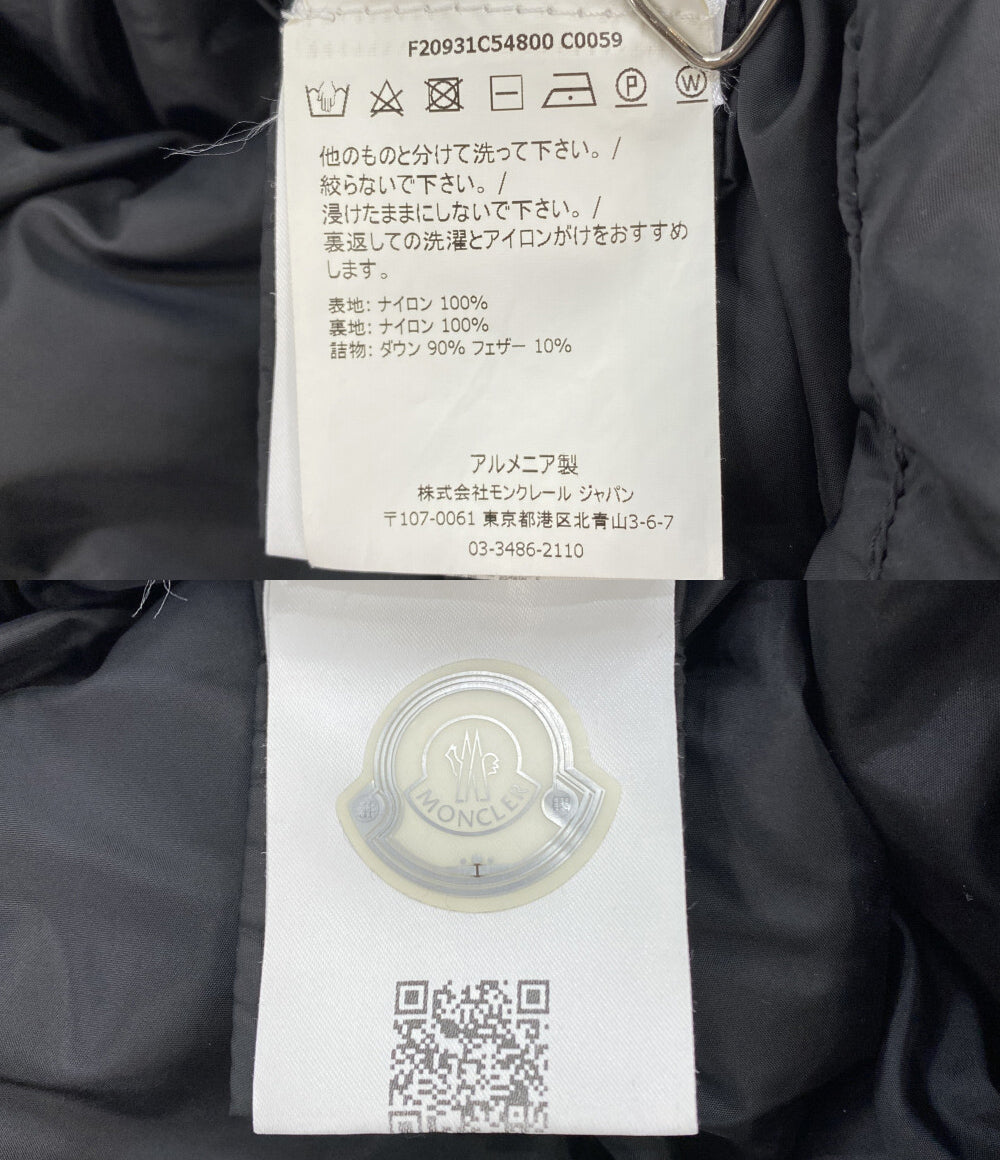 F20931C54800 C0059
P W
他のものと分けて洗って下さい。/
絞らないで下さい。/
浸けたままにしないで下さい。/
裏返しての洗濯とアイロンがけをおすすめ
します。
表地: ナイロン 100%
裏地: ナイロン 100%
詰物: ダウン 90% フェザー 10%
アルメニア製
株式会社モンクレール ジャパン
〒107-0061 東京都港区北青山3-6-7
03-3486-2110
MONCLER